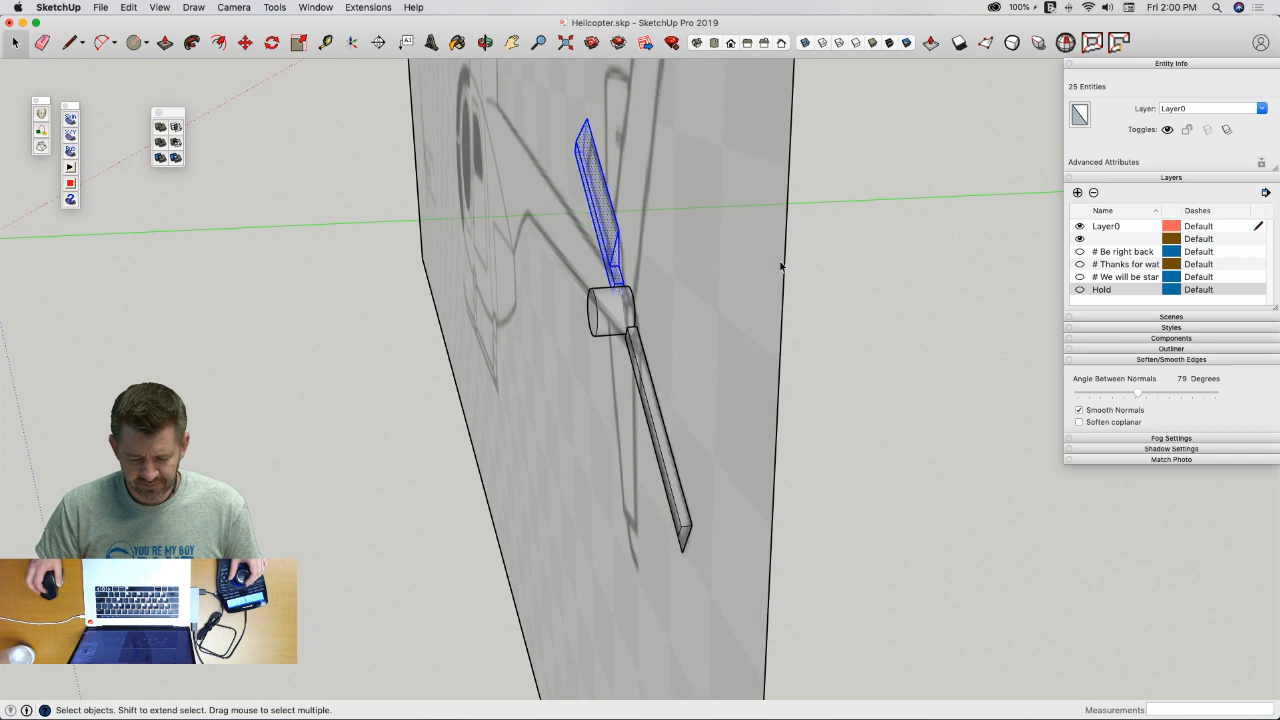 SketchUp File Edit View Draw Camera Tools Window Extensions Help
100% Fri 2:00 PM
Helicopter.skp - SketchUp Pro 2019
Entity Info
25 Entities
Layer: Layer0
Toggles:
Advanced Attributes
Layers
Name Dashes
Layer0 Default
Default
# Be right back Default
# Thanks for wat Default
# We will be star Default
Hold Default
Scenes
Styles
Components
Outliner
Soften/Smooth Edges
Angle Between Normals 79 Degrees
Smooth Normals
Soften coplanar
Fog Settings
Shadow Settings
Match Photo
YOU'RE MY BOY
Select objects. Shift to extend select. Drag mouse to select multiple.
Measurements